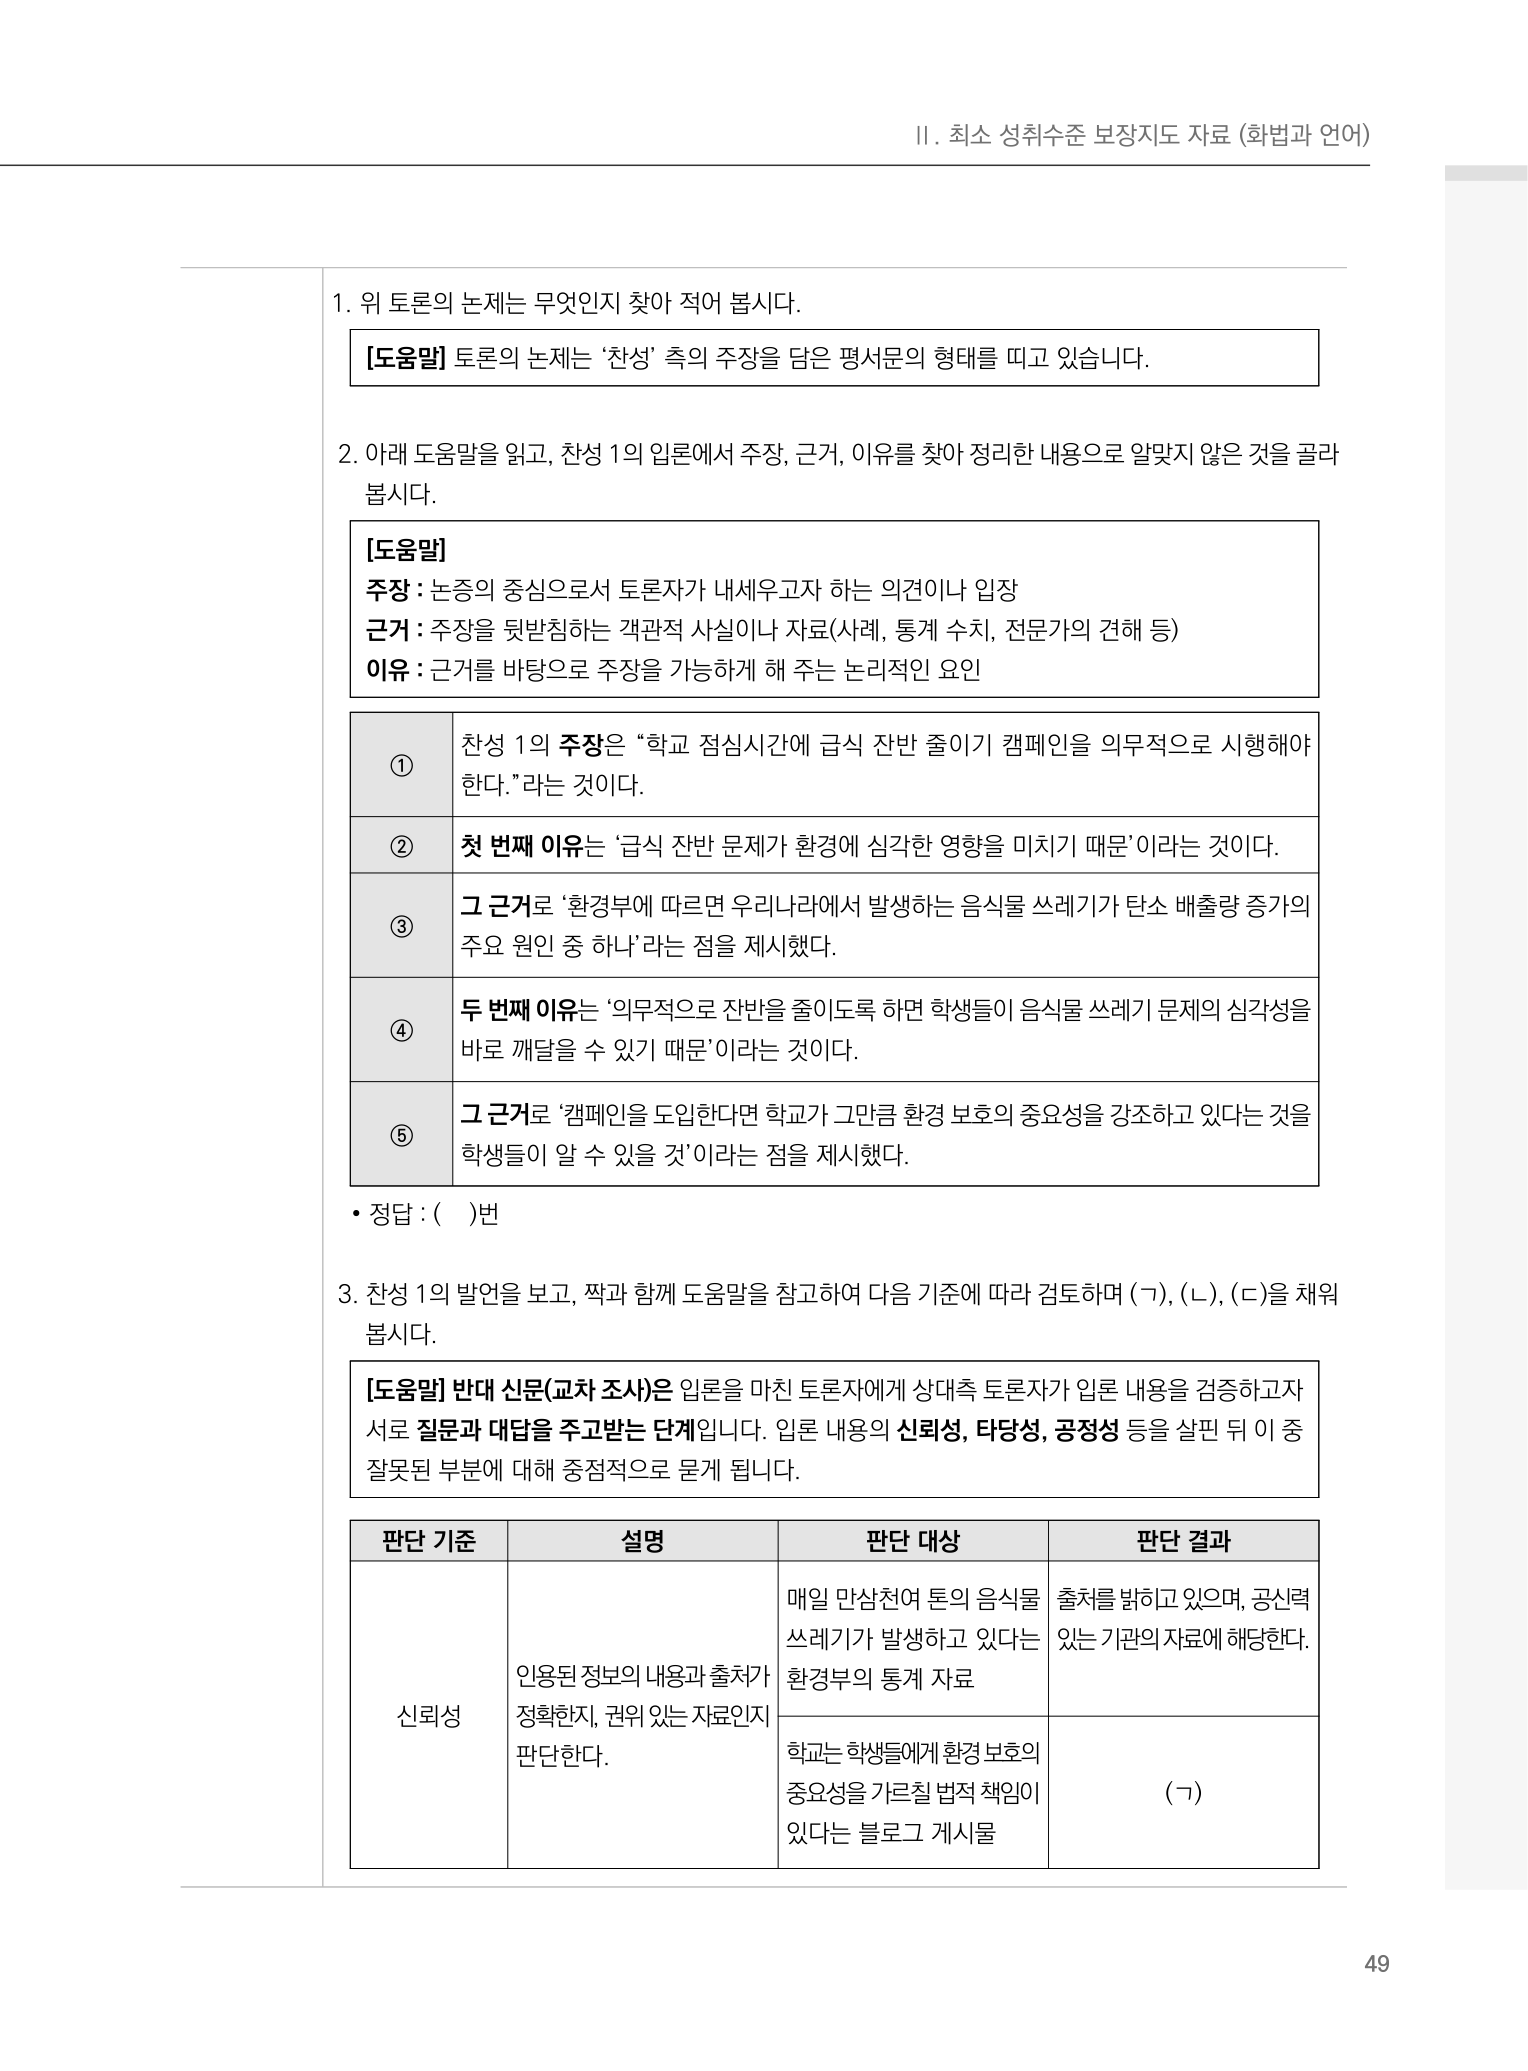 Ⅱ. 최소 성취수준 보장지도 자료 (화법과 언어)
1. 위 토론의 논제는 무엇인지 찾아 적어 봅시다.
[도움말] 토론의 논제는 ‘찬성’ 측의 주장을 담은 평서문의 형태를 띠고 있습니다.
2. 아래 도움말을 읽고, 찬성 1의 입론에서 주장, 근거, 이유를 찾아 정리한 내용으로 알맞지 않은 것을 골라
봅시다.
[도움말]
주장 : 논증의 중심으로서 토론자가 내세우고자 하는 의견이나 입장
근거 : 주장을 뒷받침하는 객관적 사실이나 자료(사례, 통계 수치, 전문가의 견해 등)
이유 : 근거를 바탕으로 주장을 가능하게 해 주는 논리적인 요인
①
찬성 1의 주장은 “학교 점심시간에 급식 잔반 줄이기 캠페인을 의무적으로 시행해야
한다.”라는 것이다.
②
첫 번째 이유는 ‘급식 잔반 문제가 환경에 심각한 영향을 미치기 때문’이라는 것이다.
③
그 근거로 ‘환경부에 따르면 우리나라에서 발생하는 음식물 쓰레기가 탄소 배출량 증가의
주요 원인 중 하나’라는 점을 제시했다.
④
두 번째 이유는 ‘의무적으로 잔반을 줄이도록 하면 학생들이 음식물 쓰레기 문제의 심각성을
바로 깨달을 수 있기 때문’이라는 것이다.
⑤
그 근거로 ‘캠페인을 도입한다면 학교가 그만큼 환경 보호의 중요성을 강조하고 있다는 것을
학생들이 알 수 있을 것’이라는 점을 제시했다.
• 정답 : ( )번
3. 찬성 1의 발언을 보고, 짝과 함께 도움말을 참고하여 다음 기준에 따라 검토하며 (ㄱ), (ㄴ), (ㄷ)을 채워
봅시다.
[도움말] 반대 신문(교차 조사)은 입론을 마친 토론자에게 상대측 토론자가 입론 내용을 검증하고자
서로 질문과 대답을 주고받는 단계입니다. 입론 내용의 신뢰성, 타당성, 공정성 등을 살핀 뒤 이 중
잘못된 부분에 대해 중점적으로 묻게 됩니다.
판단 기준 설명 판단 대상 판단 결과
신뢰성
인용된 정보의 내용과 출처가
정확한지, 권위 있는 자료인지
판단한다.
매일 만삼천여 톤의 음식물
쓰레기가 발생하고 있다는
환경부의 통계 자료
출처를 밝히고 있으며, 공신력
있는 기관의 자료에 해당한다.
학교는 학생들에게 환경 보호의
중요성을 가르칠 법적 책임이
있다는 블로그 게시물
(ㄱ)
49